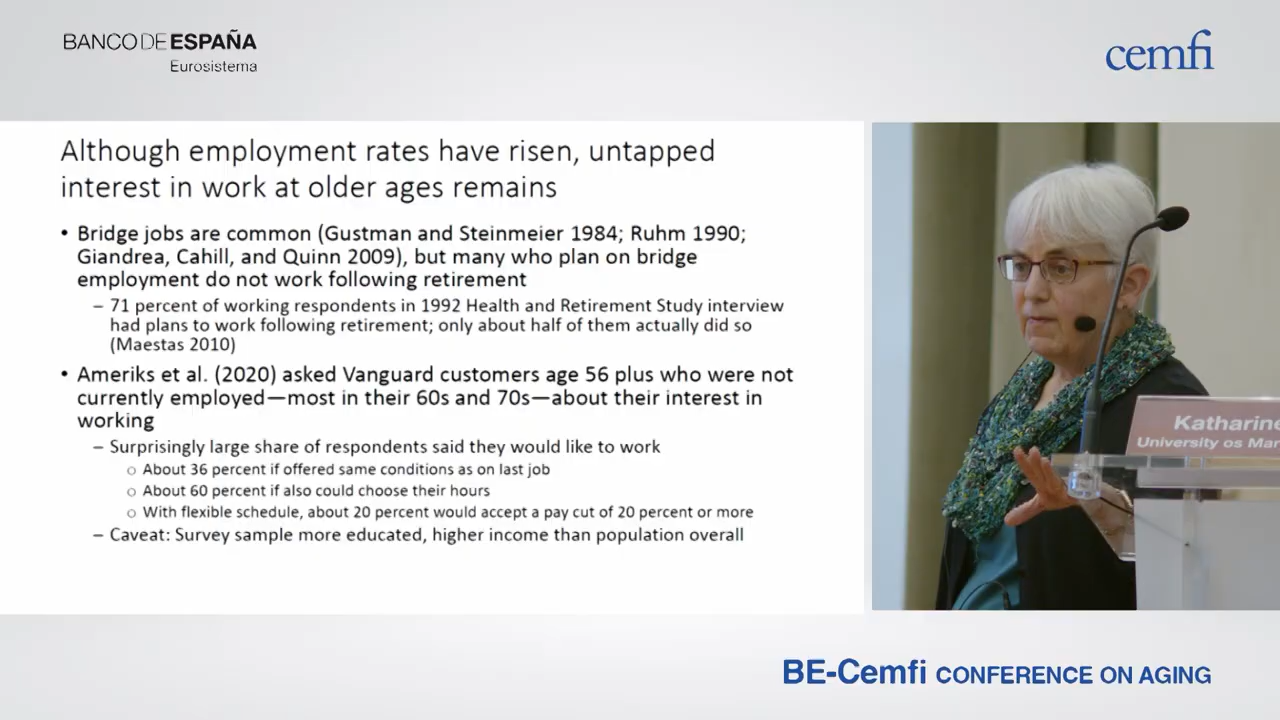 BANCO DE ESPAÑA
Eurosistema
cemfi
Although employment rates have risen, untapped
interest in work at older ages remains
• Bridge jobs are common (Gustman and Steinmeier 1984; Ruhm 1990;
Giandrea, Cahill, and Quinn 2009), but many who plan on bridge
employment do not work following retirement
– 71 percent of working respondents in 1992 Health and Retirement Study interview
had plans to work following retirement; only about half of them actually did so
(Maestas 2010)
• Ameriks et al. (2020) asked Vanguard customers age 56 plus who were not
currently employed—most in their 60s and 70s—about their interest in
working
– Surprisingly large share of respondents said they would like to work
○ About 36 percent if offered same conditions as on last job
○ About 60 percent if also could choose their hours
○ With flexible schedule, about 20 percent would accept a pay cut of 20 percent or more
– Caveat: Survey sample more educated, higher income than population overall
Katharine
University os Mar
BE-Cemfi CONFERENCE ON AGING